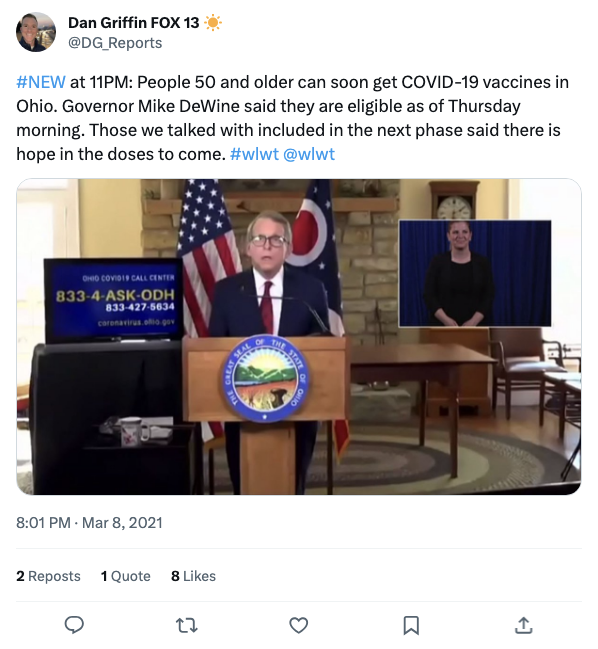 Dan Griffin FOX 13 ☀️
@DG_Reports
#NEW at 11PM: People 50 and older can soon get COVID-19 vaccines in
Ohio. Governor Mike DeWine said they are eligible as of Thursday
morning. Those we talked with included in the next phase said there is
hope in the doses to come. #wlwt @wlwt
OHIO COVID19 CALL CENTER
833-4-ASK-ODH
833-427-5634
coronavirus.ohio.gov
THE GREAT SEAL OF THE STATE OF OHIO
8:01 PM · Mar 8, 2021
2 Reposts 1 Quote 8 Likes